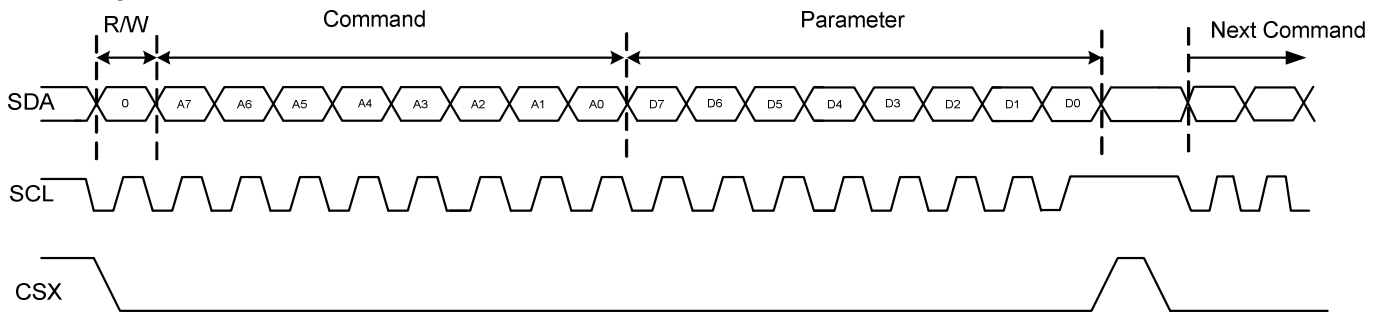 R/W Command Parameter Next Command
SDA 0 A7 A6 A5 A4 A3 A2 A1 A0 D7 D6 D5 D4 D3 D2 D1 D0
SCL
CSX